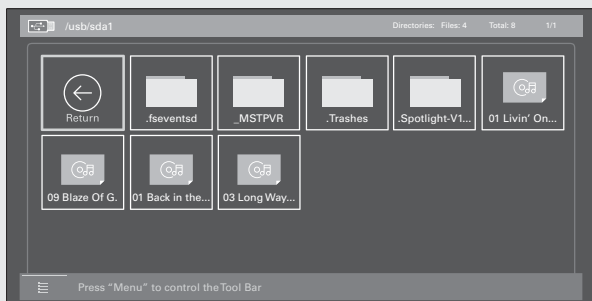 /usb/sda1 Directories: Files: 4 Total: 8 1/1
Return .fseventsd _MSTPVR .Trashes .Spotlight-V1... 01 Livin’ On...
09 Blaze Of G. 01 Back in the... 03 Long Way...
Press “Menu” to control the Tool Bar